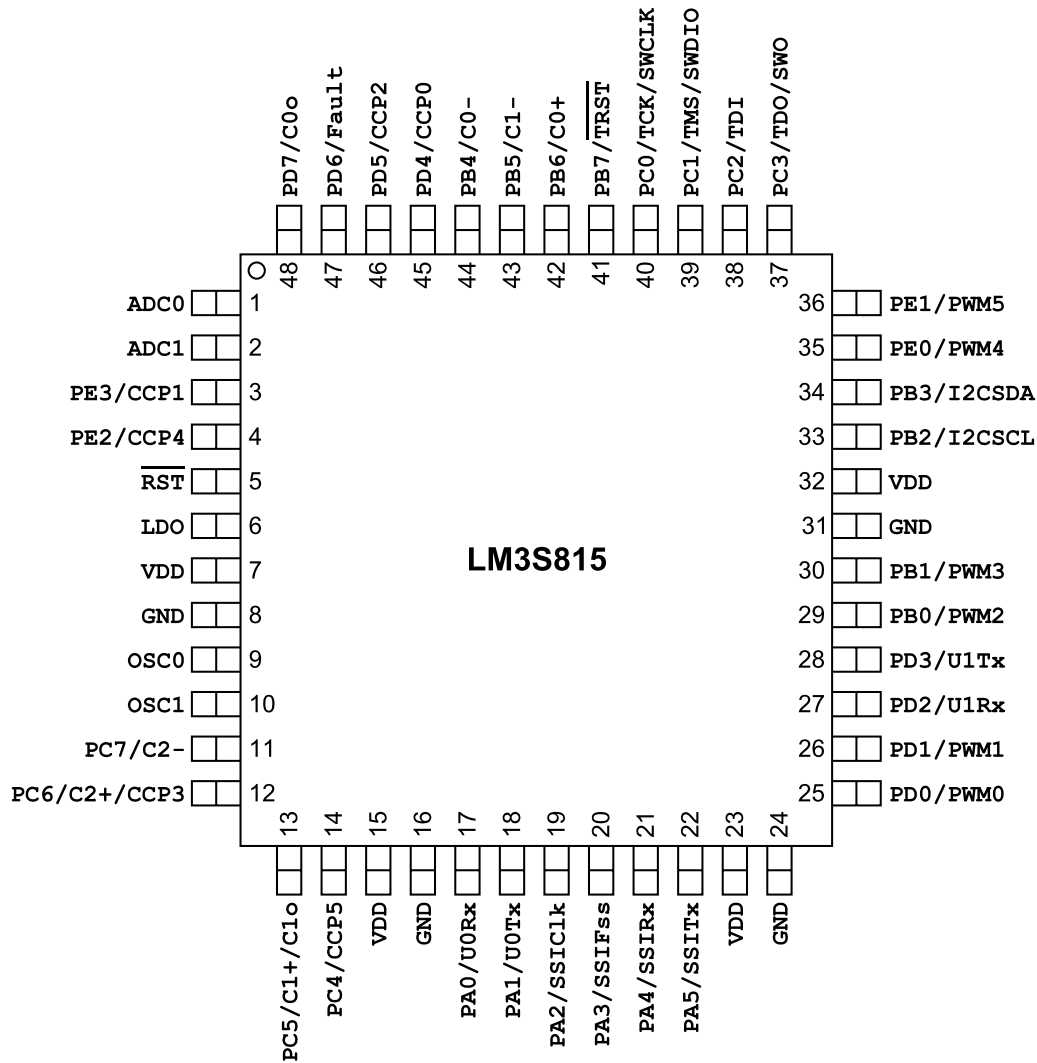 PD7/C0o
PD6/Fault
PD5/CCP2
PD4/CCP0
PB4/C0-
PB5/C1-
PB6/C0+
PB7/TRST
PC0/TCK/SWCLK
PC1/TMS/SWDIO
PC2/TDI
PC3/TDO/SWO
48
47
46
45
44
43
42
41
40
39
38
37
ADC0 1
ADC1 2
PE3/CCP1 3
PE2/CCP4 4
RST 5
LDO 6
VDD 7
GND 8
OSC0 9
OSC1 10
PC7/C2- 11
PC6/C2+/CCP3 12
LM3S815
36 PE1/PWM5
35 PE0/PWM4
34 PB3/I2CSDA
33 PB2/I2CSCL
32 VDD
31 GND
30 PB1/PWM3
29 PB0/PWM2
28 PD3/U1Tx
27 PD2/U1Rx
26 PD1/PWM1
25 PD0/PWM0
13
14
15
16
17
18
19
20
21
22
23
24
PC5/C1+/C1o
PC4/CCP5
VDD
GND
PA0/U0Rx
PA1/U0Tx
PA2/SSIClk
PA3/SSIFss
PA4/SSIRx
PA5/SSITx
VDD
GND